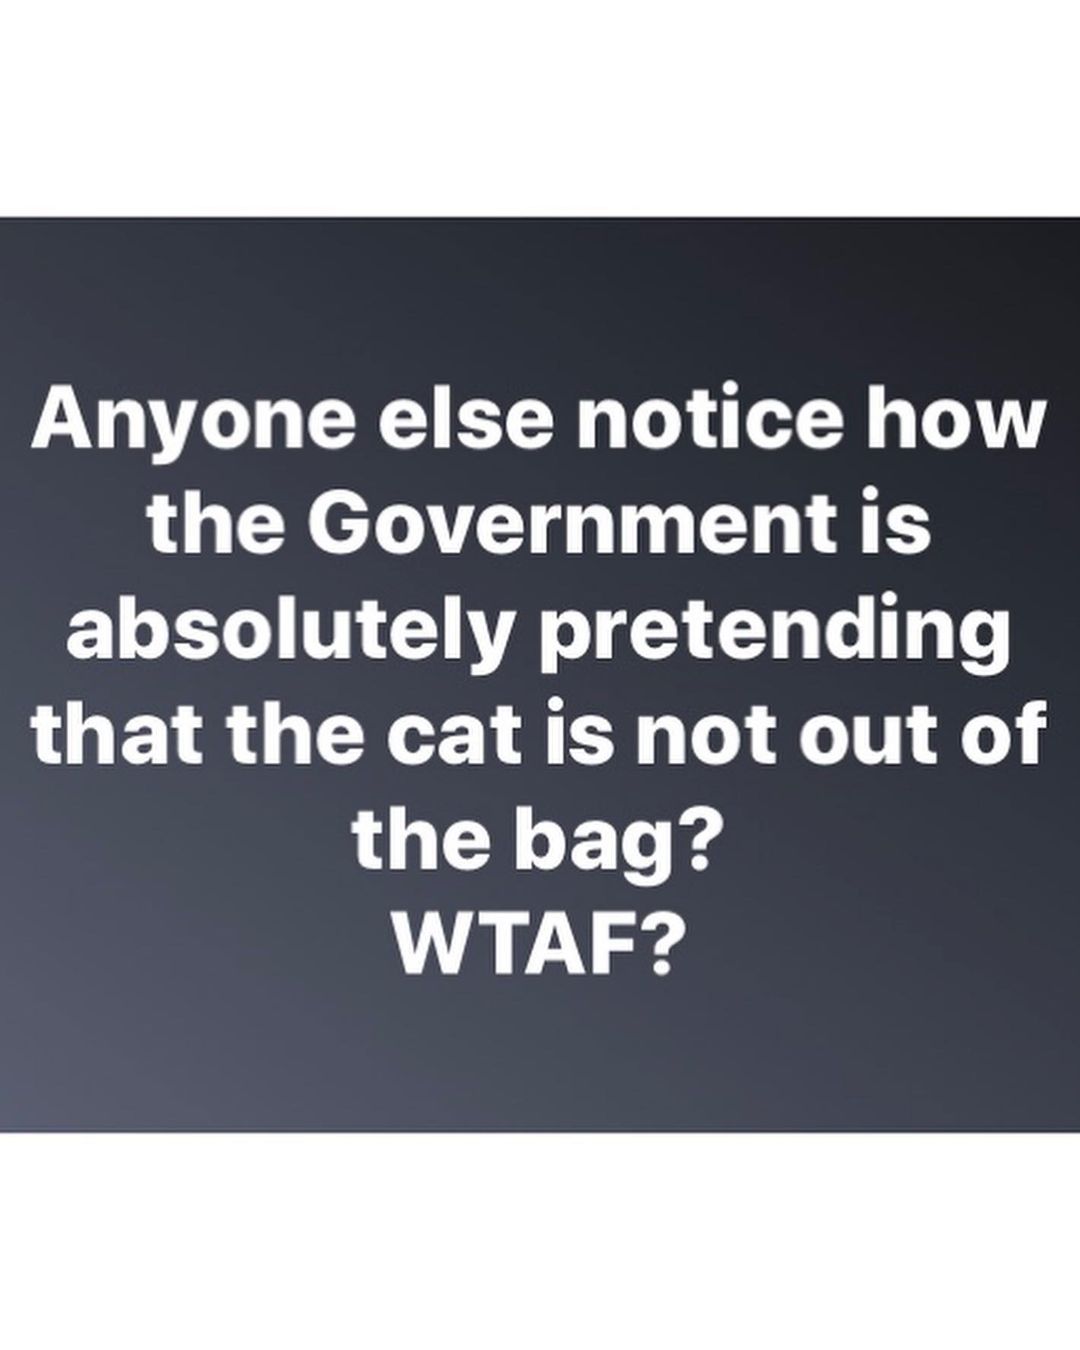 Anyone else notice how
the Government is
absolutely pretending
that the cat is not out of
the bag?
WTAF?